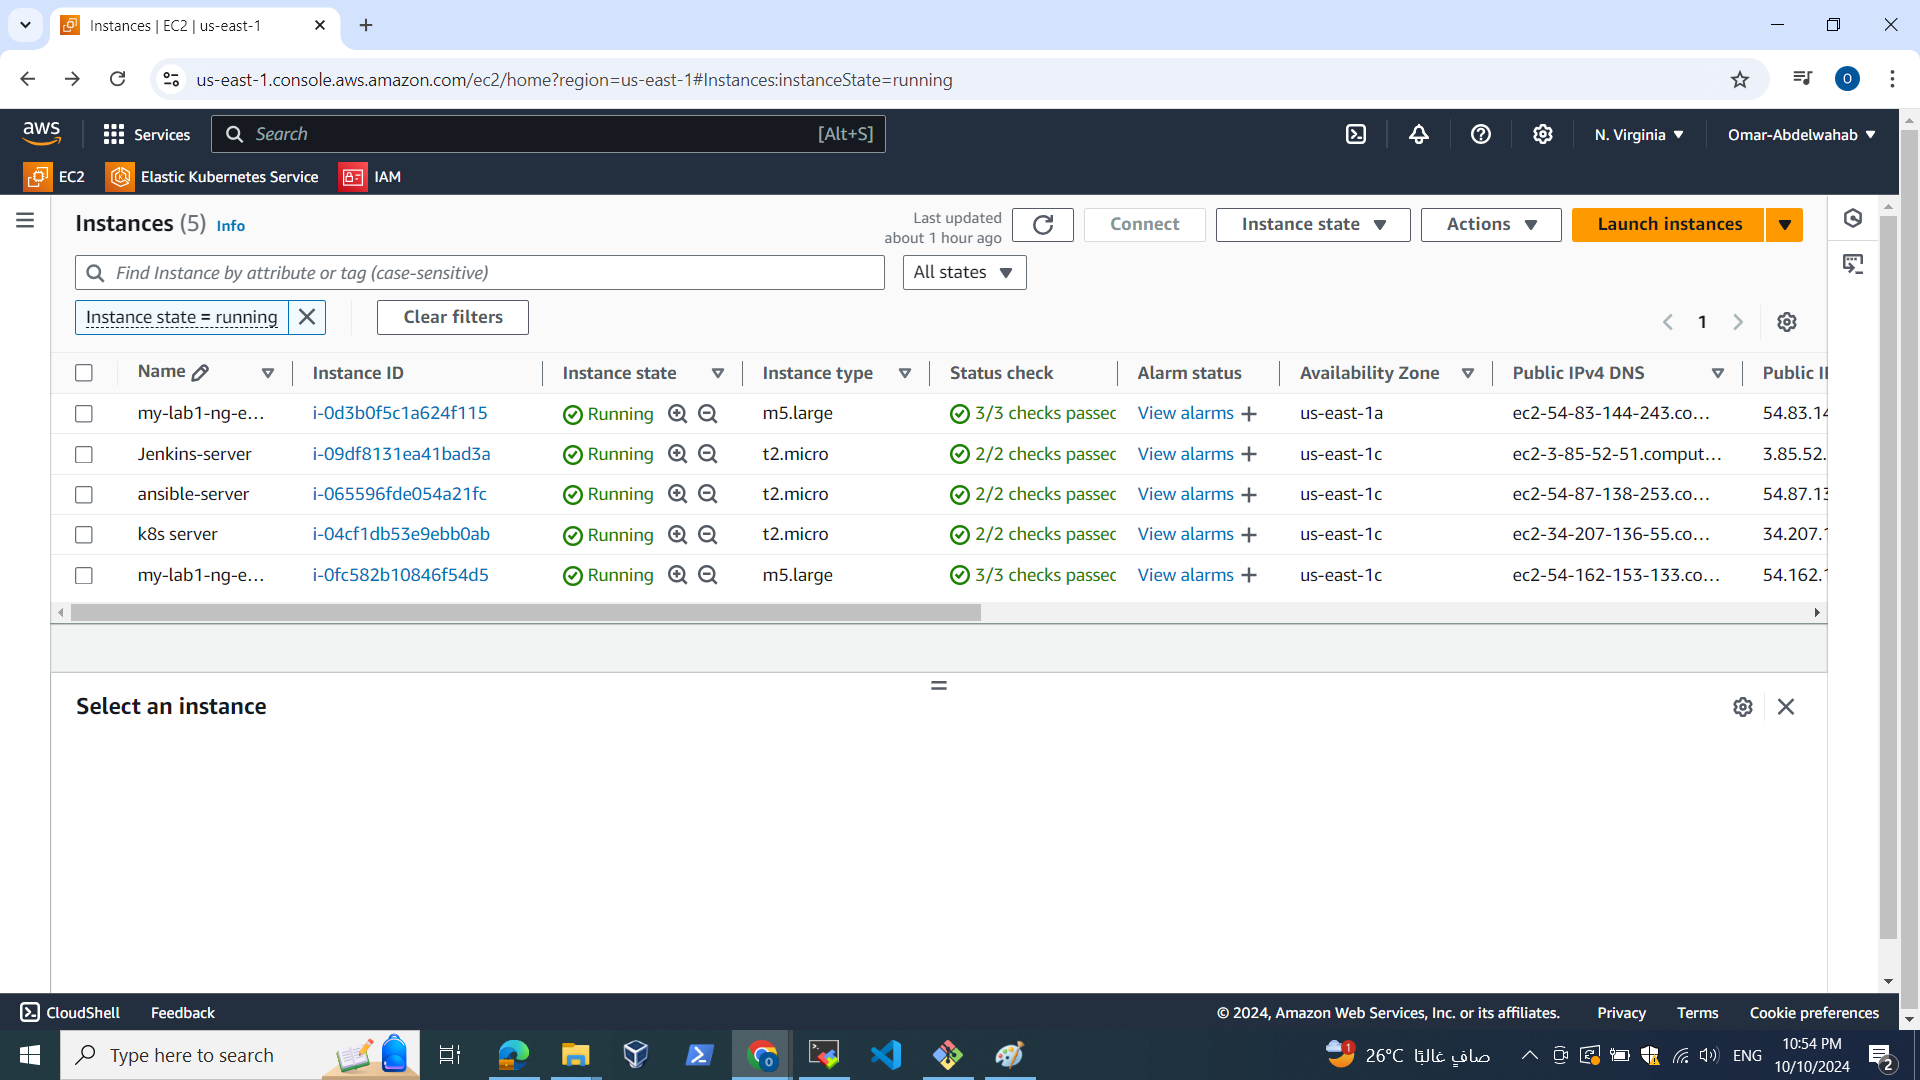 Instances | EC2 | us-east-1
us-east-1.console.aws.amazon.com/ec2/home?region=us-east-1#Instances:instanceState=running
O
aws
Services
Search
[Alt+S]
N. Virginia
Omar-Abdelwahab
EC2
Elastic Kubernetes Service
IAM
Instances (5) Info
Last updated
about 1 hour ago
Connect
Instance state
Actions
Launch instances
Find Instance by attribute or tag (case-sensitive)
All states
Instance state = running
Clear filters
1
Name Instance ID Instance state Instance type Status check Alarm status Availability Zone Public IPv4 DNS Public
my-lab1-ng-e… i-0d3b0f5c1a624f115 Running m5.large 3/3 checks passed View alarms us-east-1a ec2-54-83-144-243.co… 54.83.14
Jenkins-server i-09df8131ea41bad3a Running t2.micro 2/2 checks passed View alarms us-east-1c ec2-3-85-52-51.comput… 3.85.52.
ansible-server i-065596fde054a21fc Running t2.micro 2/2 checks passed View alarms us-east-1c ec2-54-87-138-253.co… 54.87.13
k8s server i-04cf1db53e9ebb0ab Running t2.micro 2/2 checks passed View alarms us-east-1c ec2-34-207-136-55.co… 34.207.1
my-lab1-ng-e… i-0fc582b10846f54d5 Running m5.large 3/3 checks passed View alarms us-east-1c ec2-54-162-153-133.co… 54.162.1
Select an instance
CloudShell
Feedback
© 2024, Amazon Web Services, Inc. or its affiliates.
Privacy
Terms
Cookie preferences
Type here to search
1
26°C صافٍ غالبًا
ENG
10:54 PM
10/10/2024
2